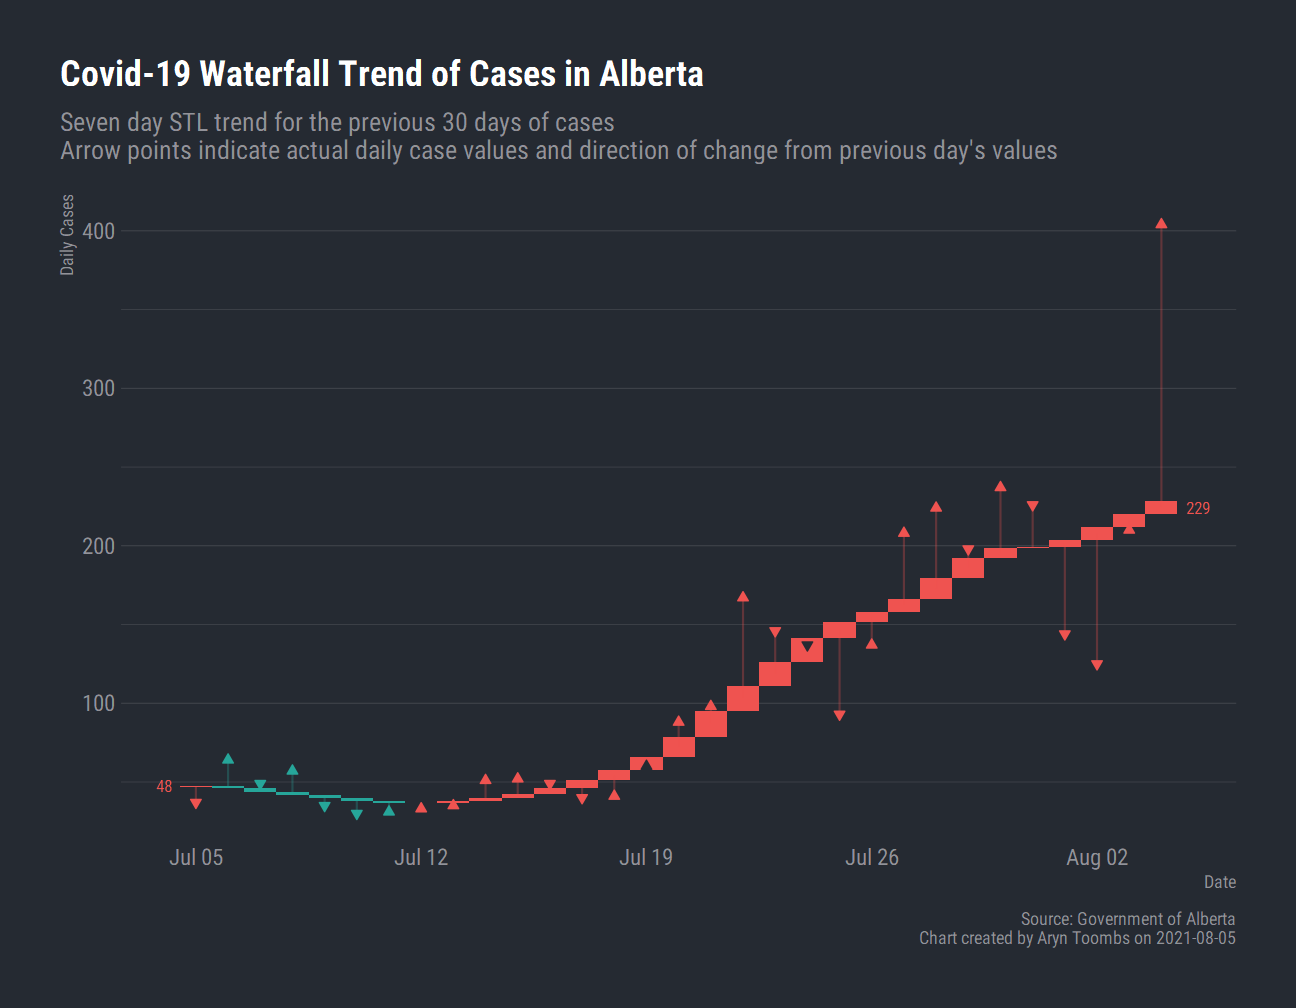 Covid-19 Waterfall Trend of Cases in Alberta
Seven day STL trend for the previous 30 days of cases
Arrow points indicate actual daily case values and direction of change from previous day's values
Daily Cases
400
300
200
100
48
229
Jul 05
Jul 12
Jul 19
Jul 26
Aug 02
Date
Source: Government of Alberta
Chart created by Aryn Toombs on 2021-08-05